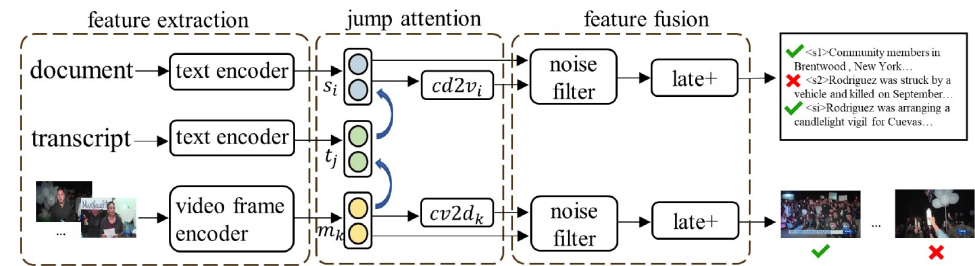 feature extraction
jump attention
feature fusion
document
text encoder
s_i
cd2v_i
noise
filter
late+
<s1>Community members in
Brentwood , New York…
<s2>Rodriguez was struck by a
vehicle and killed on September…
<si>Rodriguez was arranging a
candlelight vigil for Cuevas…
transcript
text encoder
t_j
...
video frame
encoder
m_k
cv2d_k
noise
filter
late+
...